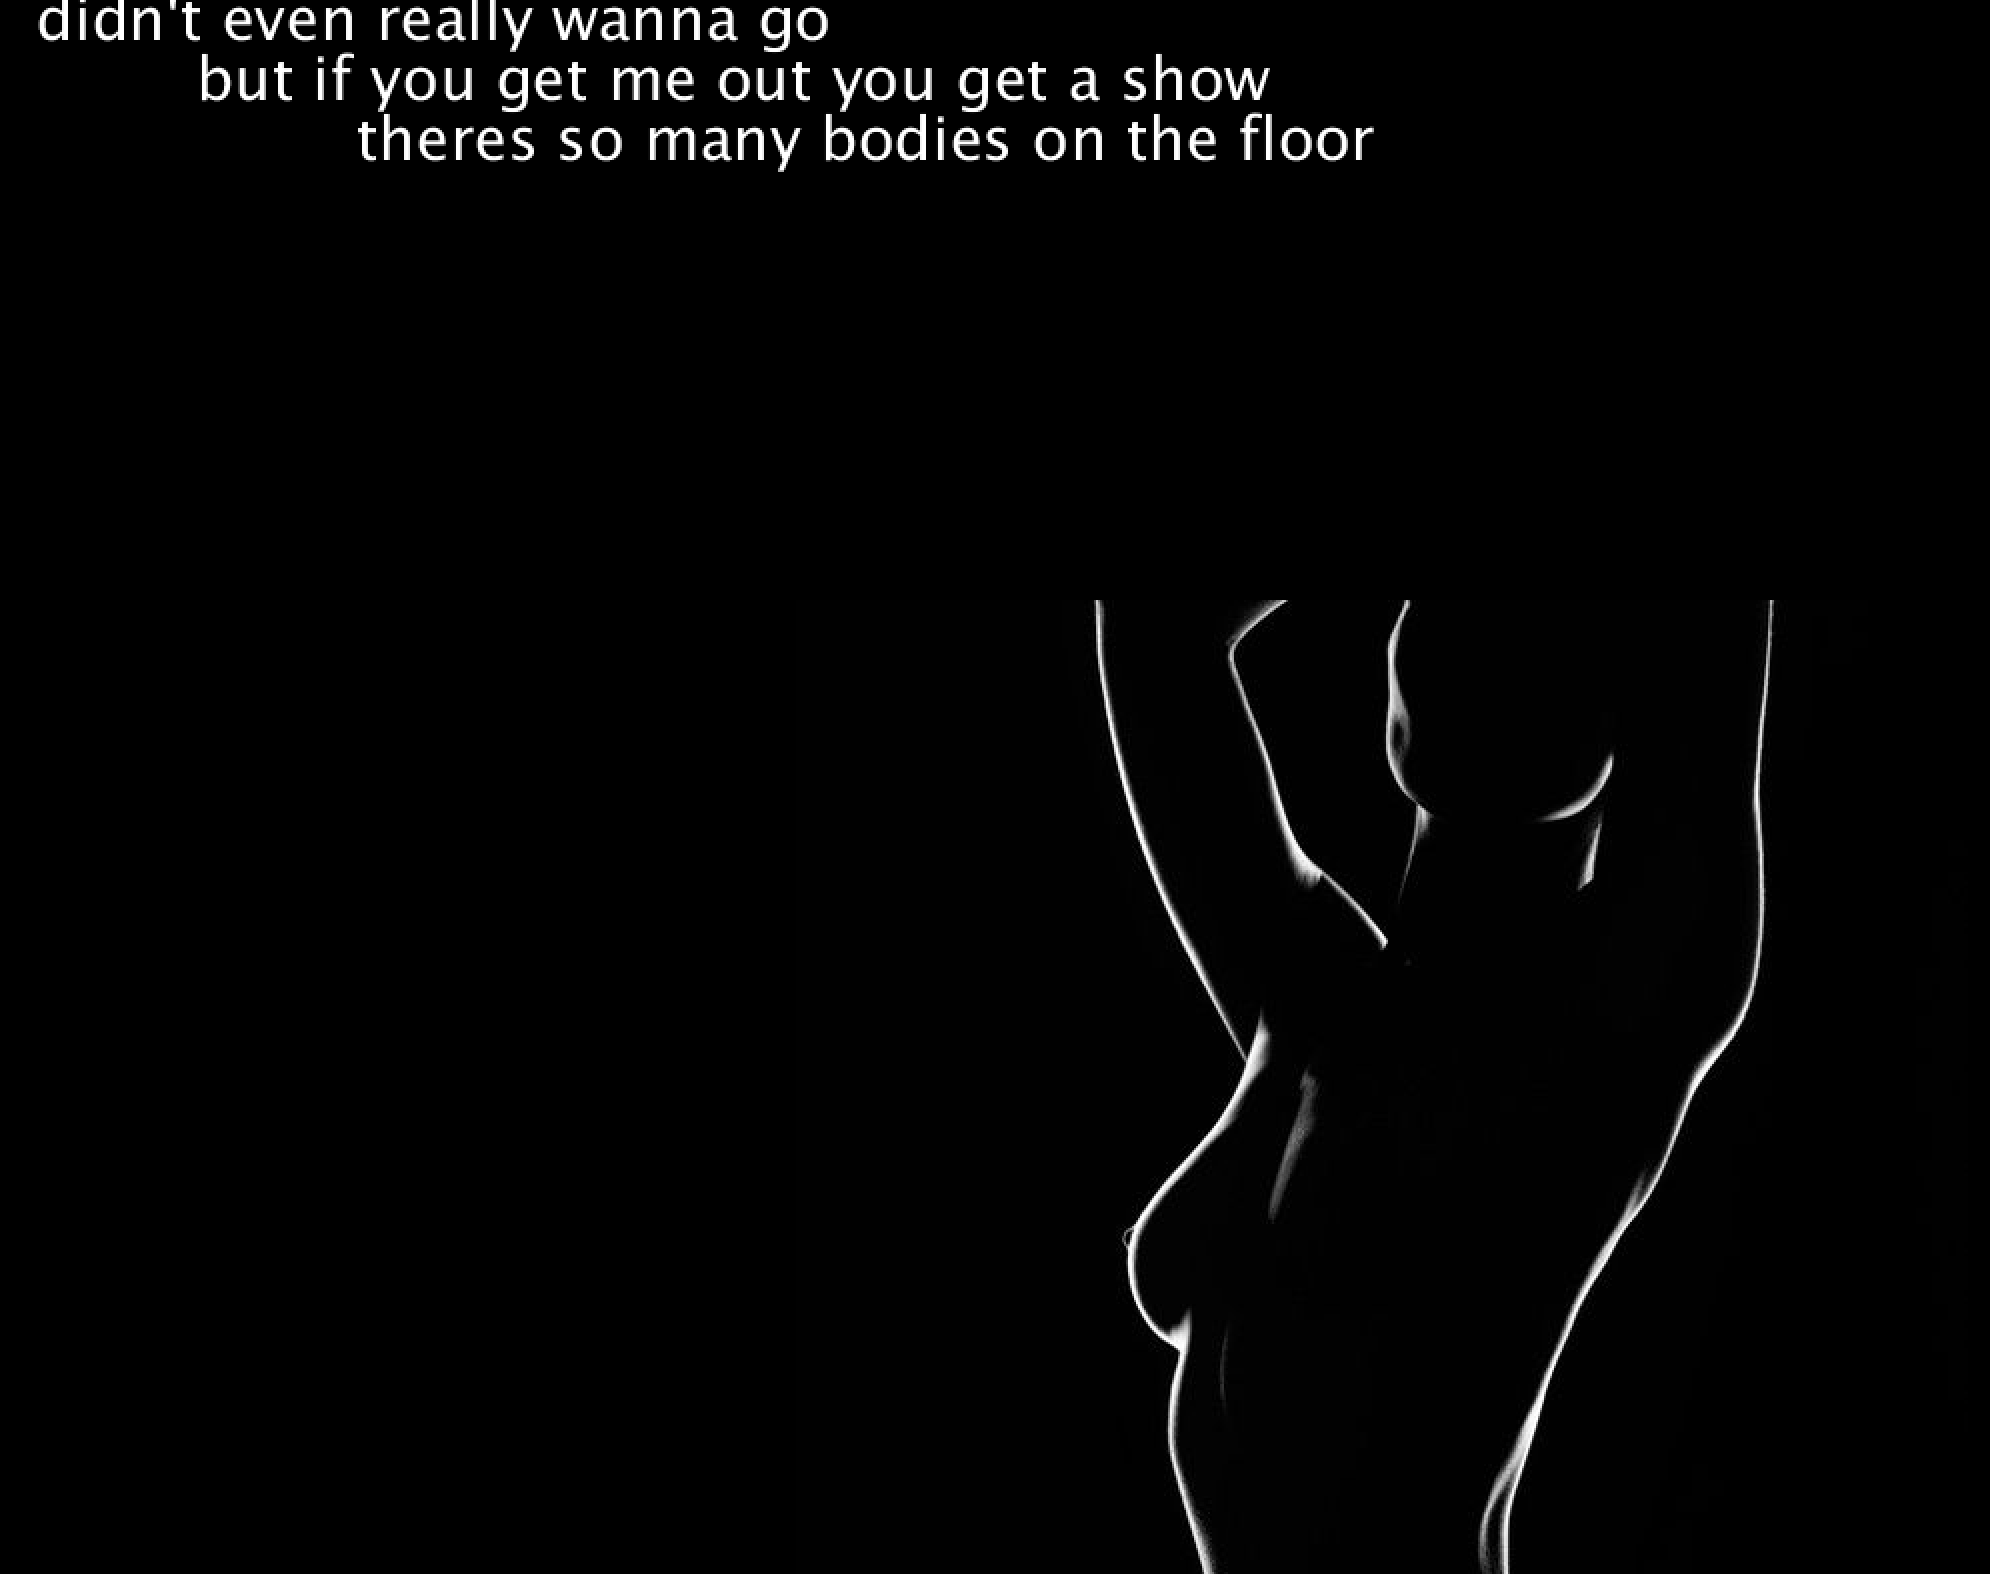 didn't even really wanna go
but if you get me out you get a show
theres so many bodies on the floor